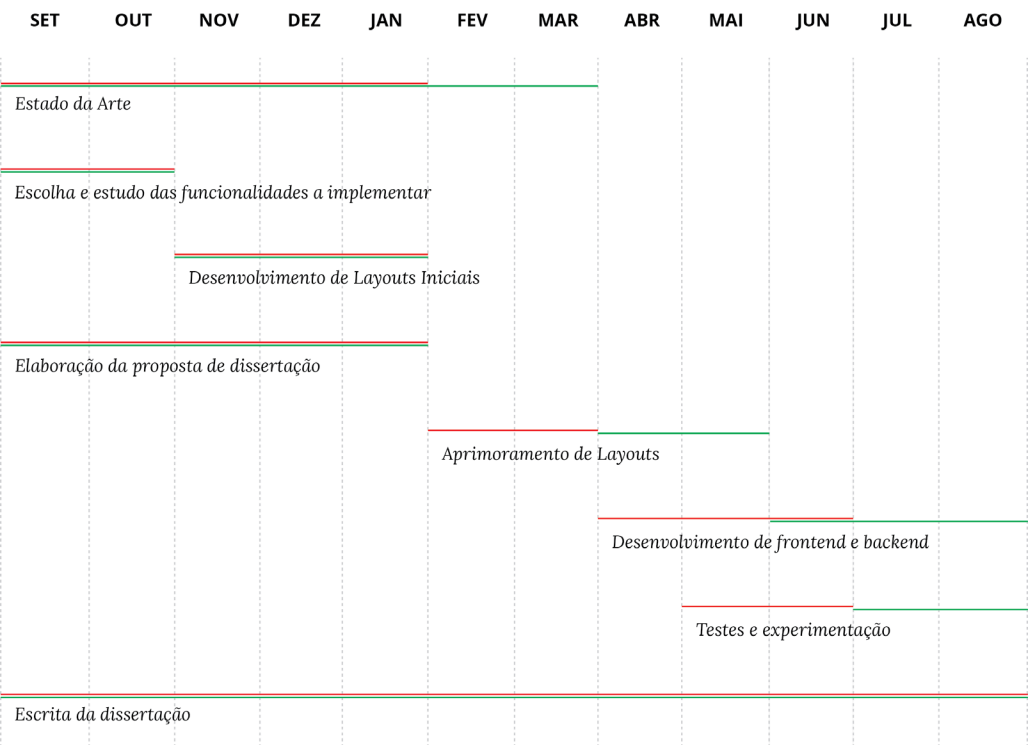 SET OUT NOV DEZ JAN FEV MAR ABR MAI JUN JUL AGO
Estado da Arte
Escolha e estudo das funcionalidades a implementar
Desenvolvimento de Layouts Iniciais
Elaboração da proposta de dissertação
Aprimoramento de Layouts
Desenvolvimento de frontend e backend
Testes e experimentação
Escrita da dissertação